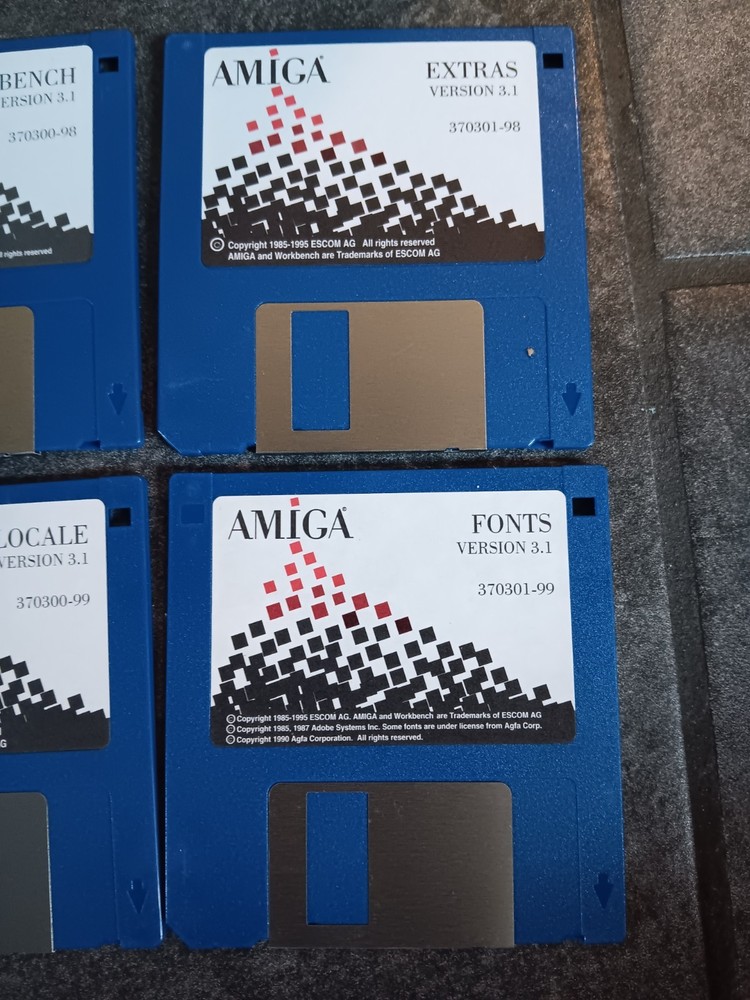 BENCH
ERSION 3.1
370300-98
ll rights reserved
AMIGA
EXTRAS
VERSION 3.1
370301-98
© Copyright 1985-1995 ESCOM AG All rights reserved
AMIGA and Workbench are Trademarks of ESCOM AG
LOCALE
VERSION 3.1
370300-99
G
AMIGA
FONTS
VERSION 3.1
370301-99
© Copyright 1985-1995 ESCOM AG. AMIGA and Workbench are Trademarks of ESCOM AG
© Copyright 1985, 1987 Adobe Systems Inc. Some fonts are under license from Agfa Corp.
© Copyright 1990 Agfa Corporation. All rights reserved.